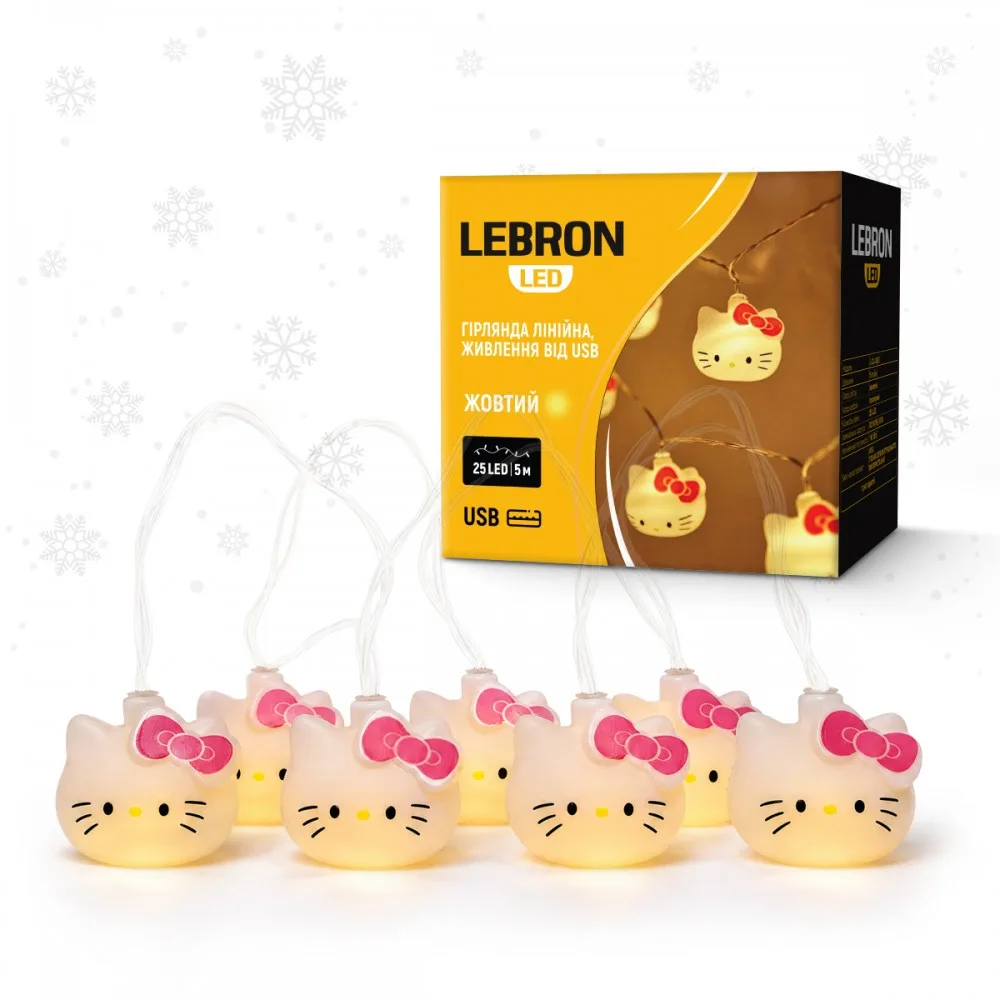 LEBRON
LED
ГІРЛЯНДА ЛІНІЙНА,
ЖИВЛЕННЯ ВІД USB
ЖОВТИЙ
25 LED | 5 м
USB
LEBRON
LED